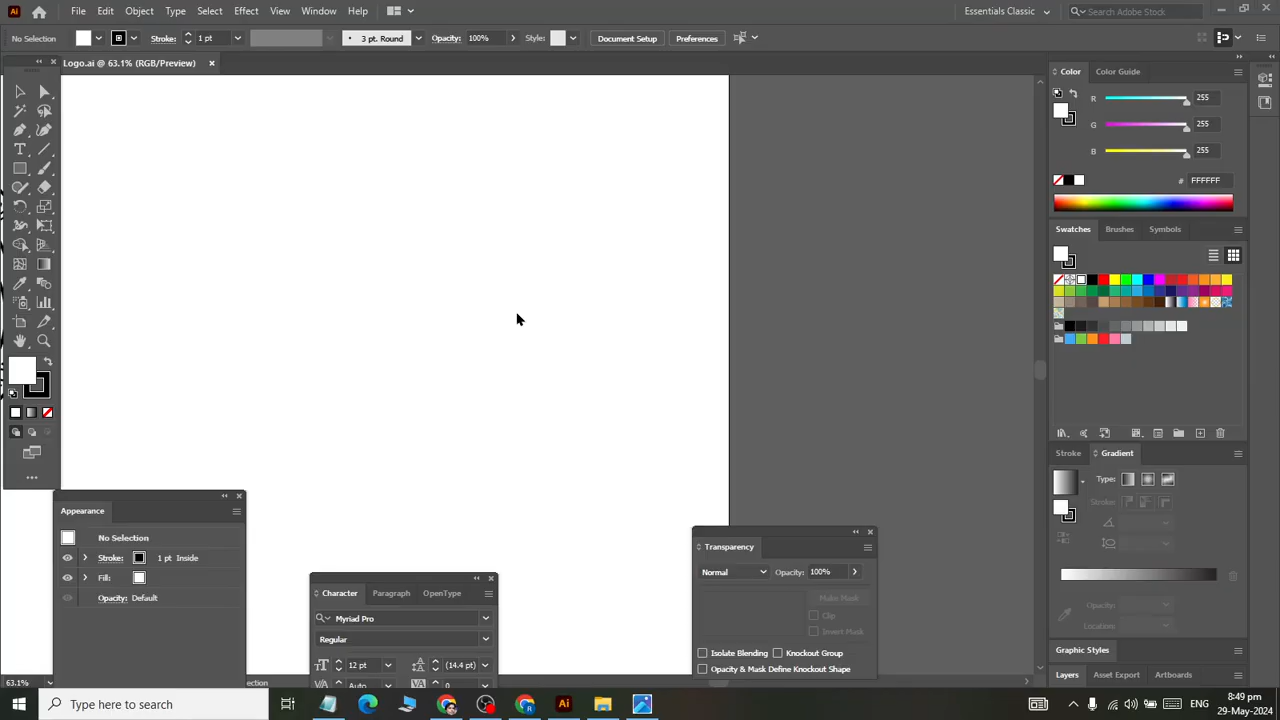 Ai
File
Edit
Object
Type
Select
Effect
View
Window
Help
Essentials Classic
Search Adobe Stock
No Selection
Stroke:
1 pt
3 pt. Round
Opacity:
100%
Style:
Document Setup
Preferences
Logo.ai @ 63.1% (RGB/Preview)
Color
Color Guide
R
255
G
255
B
255
#
FFFFFF
Swatches
Brushes
Symbols
Stroke
Gradient
Type:
Stroke:
Opacity:
Location:
Graphic Styles
Layers
Asset Export
Artboards
Appearance
No Selection
Stroke:
1 pt Inside
Fill:
Opacity: Default
Character
Paragraph
OpenType
Myriad Pro
Regular
12 pt
(14.4 pt)
Auto
0
Transparency
Normal
Opacity:
100%
Make Mask
Clip
Invert Mask
Isolate Blending
Knockout Group
Opacity & Mask Define Knockout Shape
63.1%
Type here to search
Ai
8:49 pm
29-May-2024